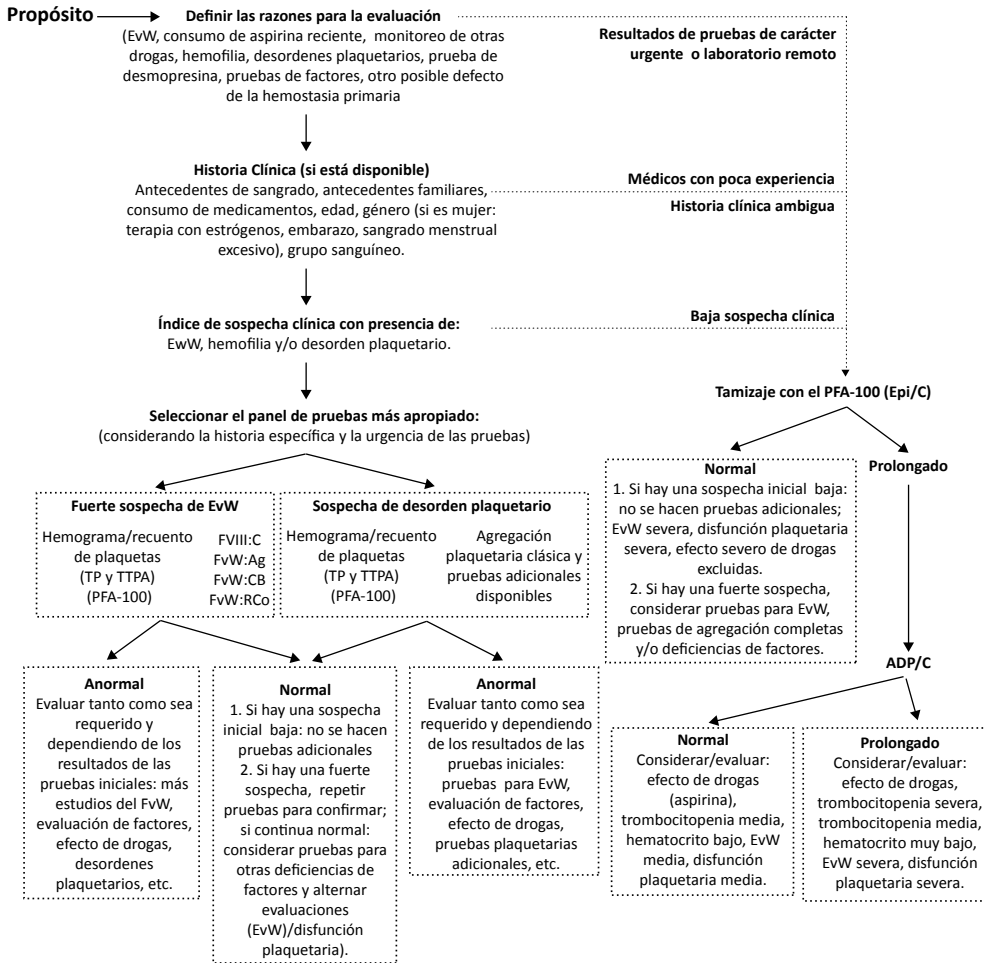 Propósito
Definir las razones para la evaluación
(EvW, consumo de aspirina reciente, monitoreo de otras
drogas, hemofilia, desordenes plaquetarios, prueba de
desmopresina, pruebas de factores, otro posible defecto
de la hemostasia primaria
Resultados de pruebas de carácter
urgente o laboratorio remoto
Historia Clínica (si está disponible)
Antecedentes de sangrado, antecedentes familiares,
consumo de medicamentos, edad, género (si es mujer:
terapia con estrógenos, embarazo, sangrado menstrual
excesivo), grupo sanguíneo.
Médicos con poca experiencia
Historia clínica ambigua
Índice de sospecha clínica con presencia de:
EwW, hemofilia y/o desorden plaquetario.
Baja sospecha clínica
Seleccionar el panel de pruebas más apropiado:
(considerando la historia específica y la urgencia de las pruebas)
Tamizaje con el PFA-100 (Epi/C)
Fuerte sospecha de EvW
Hemograma/recuento
de plaquetas
(TP y TTPA)
(PFA-100)
FVIII:C
FvW:Ag
FvW:CB
FvW:RCo
Sospecha de desorden plaquetario
Hemograma/recuento
de plaquetas
(TP y TTPA)
(PFA-100)
Agregación
plaquetaria clásica y
pruebas adicionales
disponibles
Normal
1. Si hay una sospecha inicial baja:
no se hacen pruebas adicionales;
EvW severa, disfunción plaquetaria
severa, efecto severo de drogas
excluidas.
2. Si hay una fuerte sospecha,
considerar pruebas para EvW,
pruebas de agregación completas
y/o deficiencias de factores.
Prolongado
ADP/C
Anormal
Evaluar tanto como sea
requerido y
dependiendo de los
resultados de las
pruebas iniciales: más
estudios del FvW,
evaluación de factores,
efecto de drogas,
desordenes
plaquetarios, etc.
Normal
1. Si hay una sospecha
inicial baja: no se hacen
pruebas adicionales
2. Si hay una fuerte
sospecha, repetir
pruebas para confirmar;
si continua normal:
considerar pruebas para
otras deficiencias de
factores y alternar
evaluaciones
(EvW)/disfunción
plaquetaria).
Anormal
Evaluar tanto como sea
requerido y dependiendo
de los resultados de las
pruebas iniciales:
pruebas para EvW,
evaluación de factores,
efecto de drogas,
pruebas plaquetarias
adicionales, etc.
Normal
Considerar/evaluar:
efecto de drogas
(aspirina),
trombocitopenia media,
hematocrito bajo, EvW
media, disfunción
plaquetaria media.
Prolongado
Considerar/evaluar:
efecto de drogas,
trombocitopenia severa,
trombocitopenia media,
hematocrito muy bajo,
EvW severa, disfunción
plaquetaria severa.